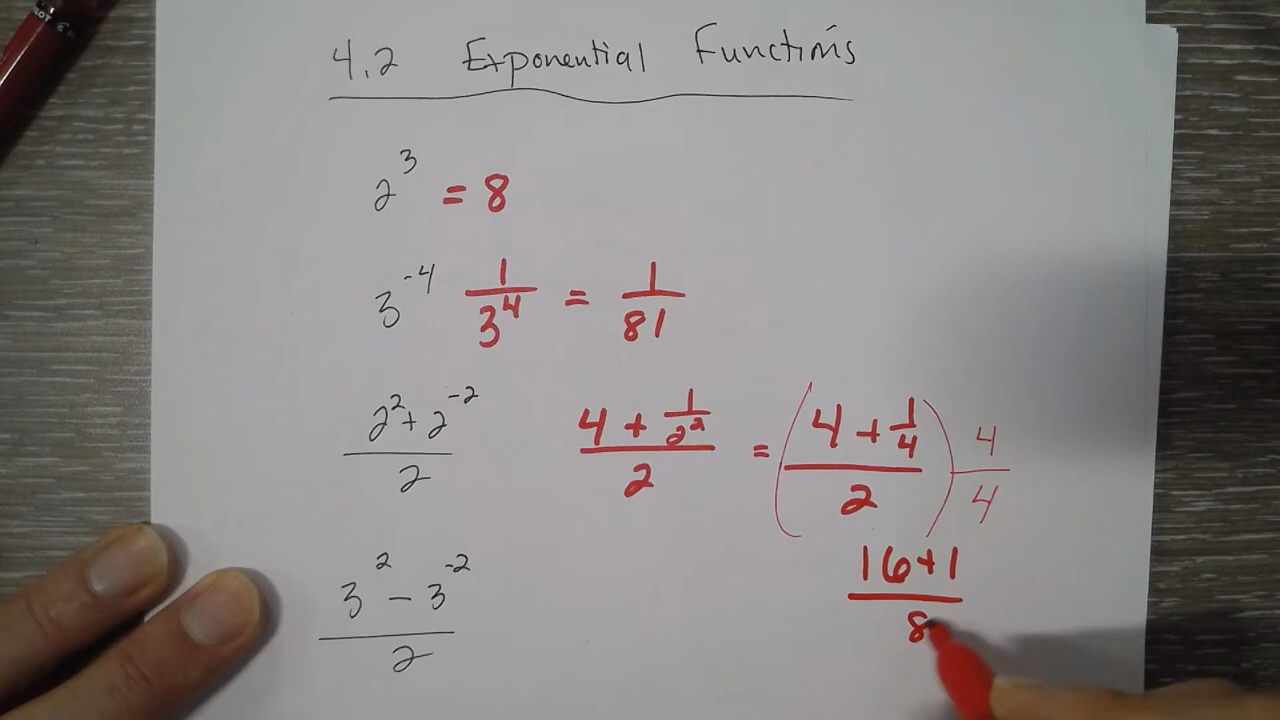 4.2 Exponential Functions
2^3 = 8
3^-4 1/3^4 = 1/81
(2^2 + 2^-2)/2 (4 + 1/2^2)/2 = ((4 + 1/4)/2) 4/4
(16+1)/8
(3^2 - 3^-2)/2